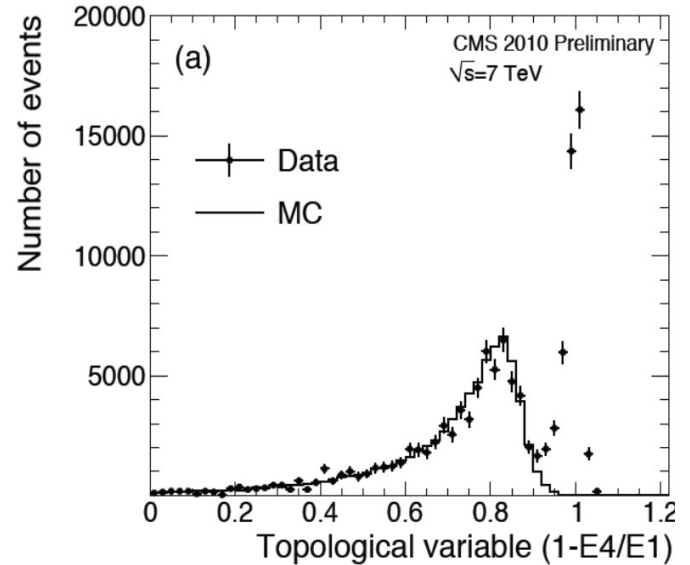 20000
(a)
CMS 2010 Preliminary
√s=7 TeV
15000
Data
MC
10000
5000
Number of events
0 0.2 0.4 0.6 0.8 1 1.2
Topological variable (1-E4/E1)